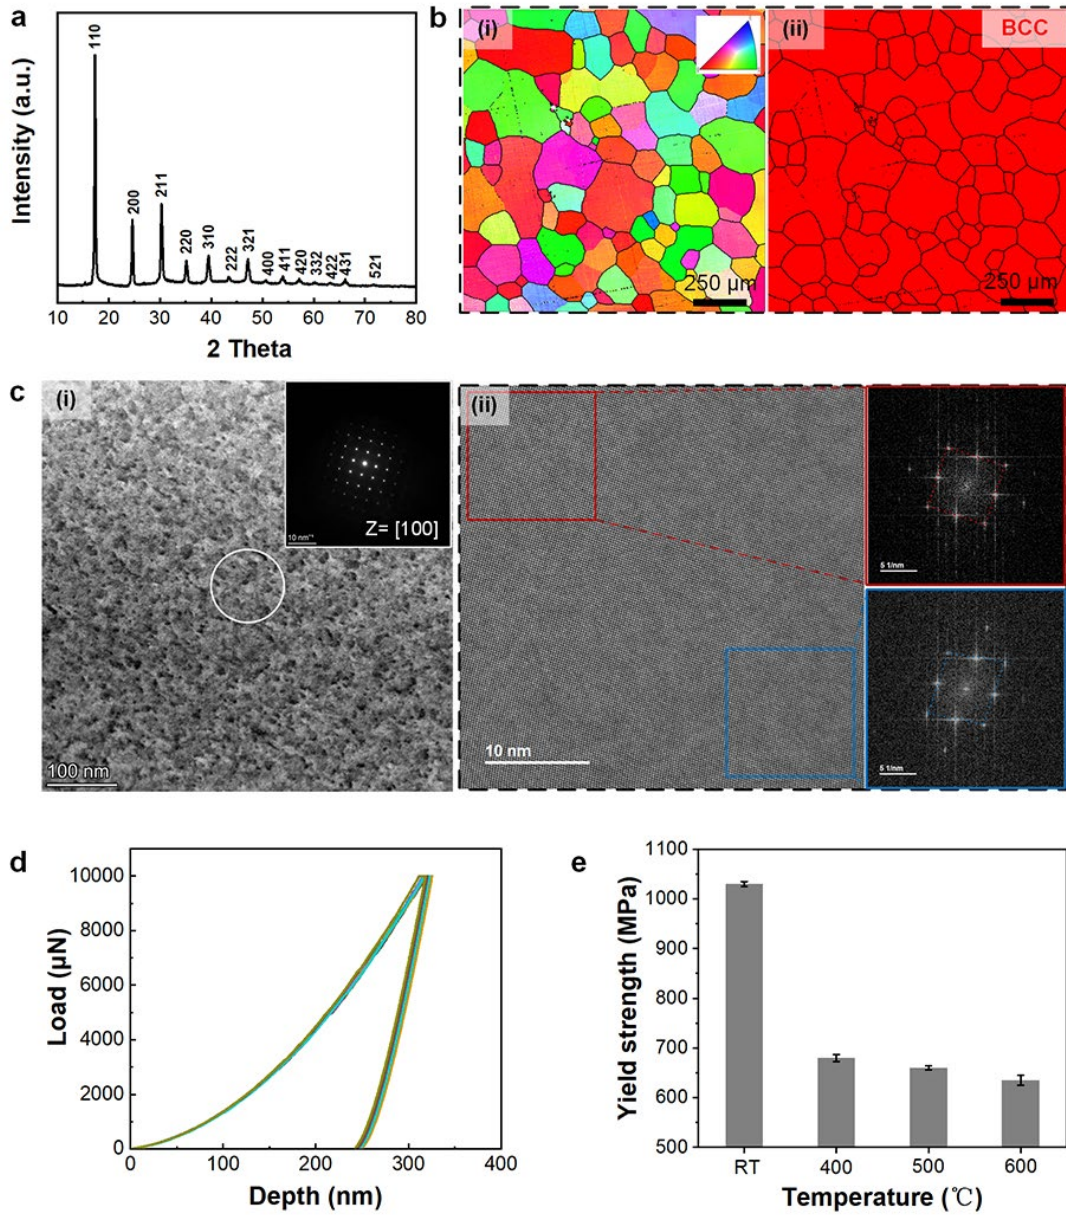 a
Intensity (a.u.)
110
200
211
220
310
222
321
400
411
420
332
422
431
521
10 20 30 40 50 60 70 80
2 Theta
b
(i)
250 μm
(ii)
BCC
250 μm
c
(i)
Z= [100]
10 nm⁻¹
100 nm
(ii)
10 nm
5 1/nm
5 1/nm
d
Load (μN)
10000
8000
6000
4000
2000
0
0 100 200 300 400
Depth (nm)
e
Yield strength (MPa)
1100
1000
900
800
700
600
500
RT 400 500 600
Temperature (℃)